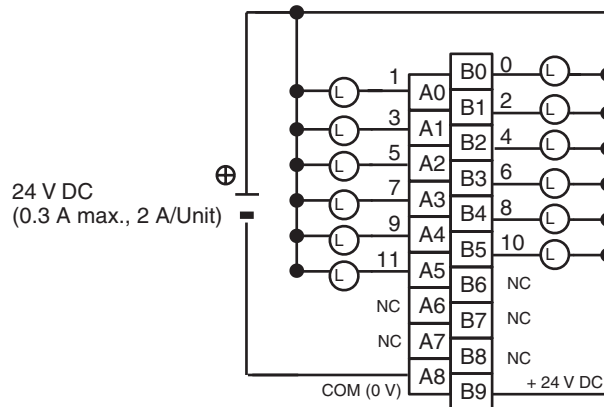 1 A0 B0 0
L L
3 A1 B1 2
L L
5 A2 B2 4
L L
7 A3 B3 6
L L
9 A4 B4 8
L L
11 A5 B5 10
L L
24 V DC
(0.3 A max., 2 A/Unit)
NC A6 B6 NC
NC A7 B7 NC
COM (0 V) A8 B8 NC
B9 + 24 V DC